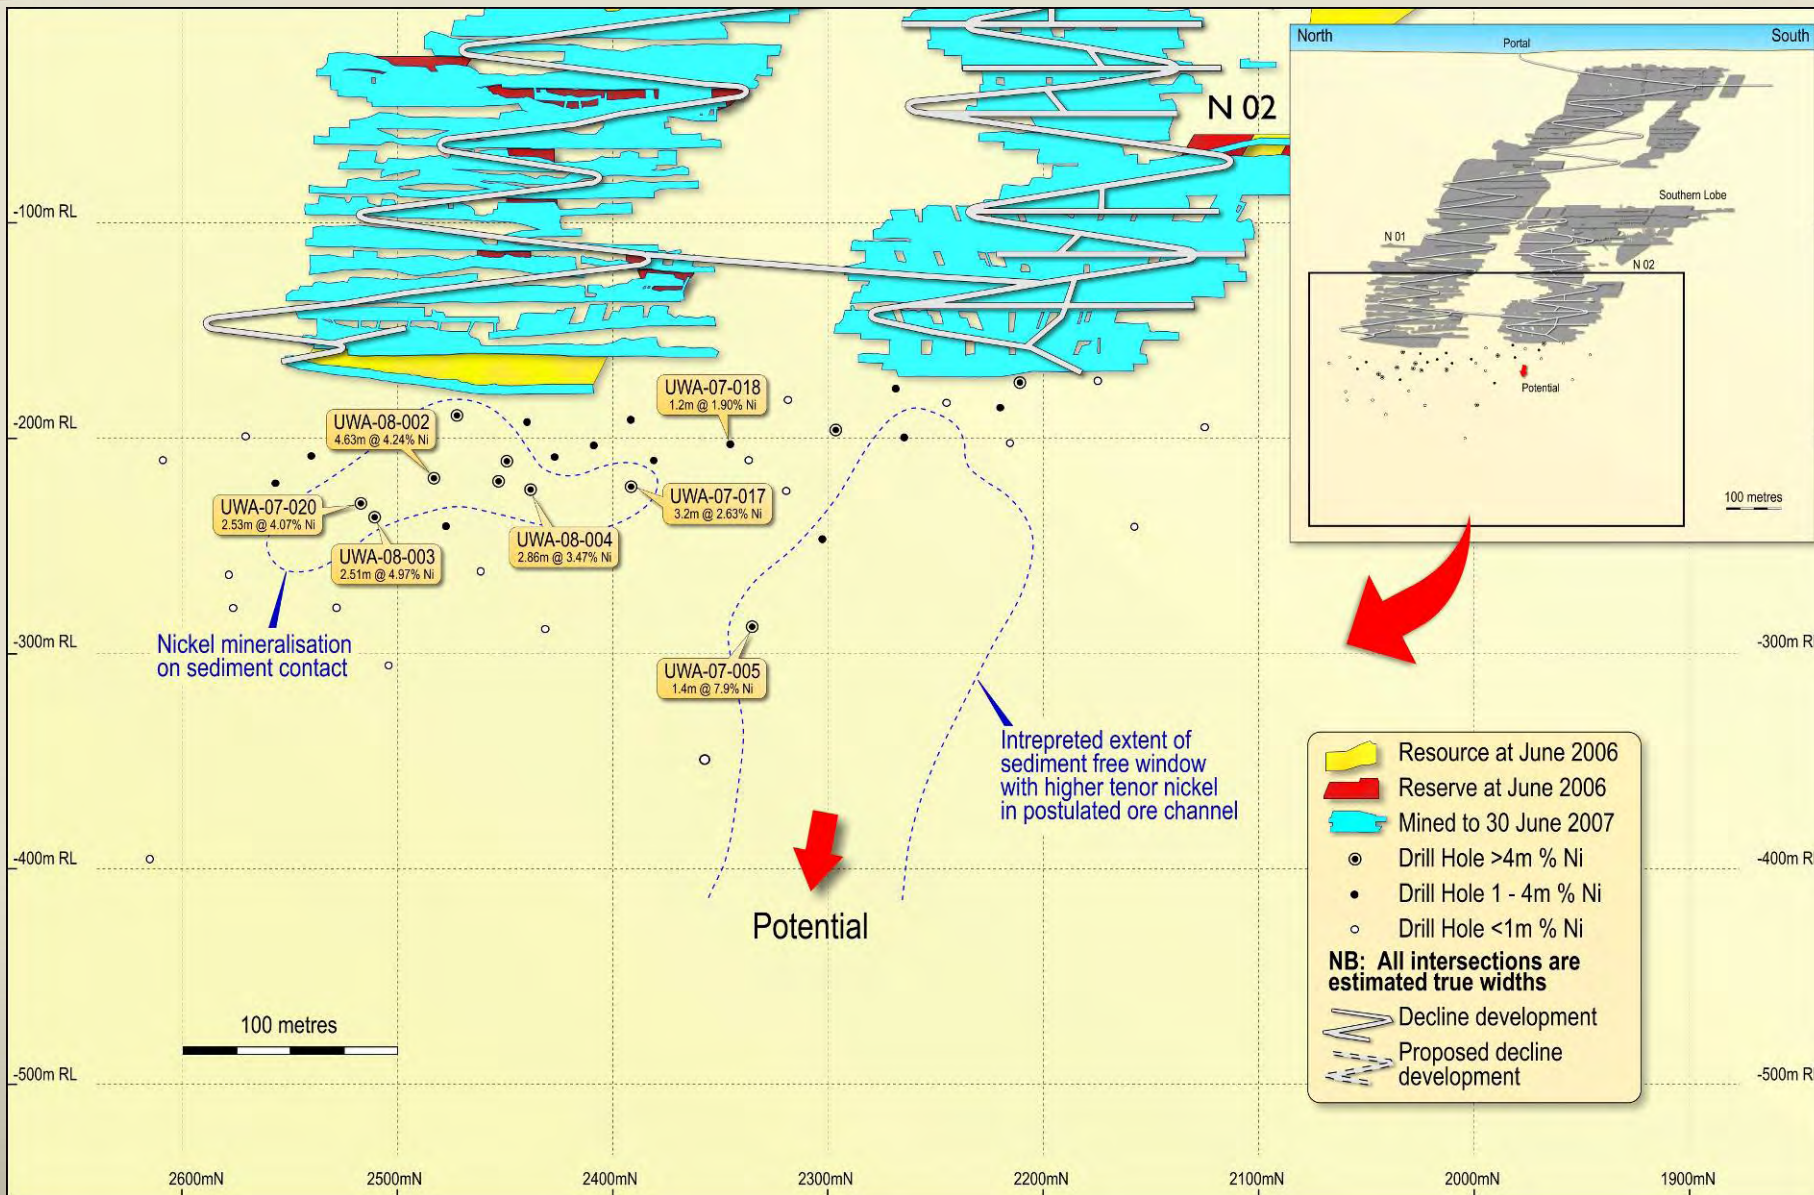 North
Portal
South
N 02
Southern Lobe
N 01
N 02
Potential
100 metres
-100m RL
UWA-07-018
1.2m @ 1.90% Ni
UWA-08-002
4.63m @ 4.24% Ni
-200m RL
UWA-07-020
2.53m @ 4.07% Ni
UWA-07-017
3.2m @ 2.63% Ni
UWA-08-003
2.51m @ 4.97% Ni
UWA-08-004
2.86m @ 3.47% Ni
-300m RL
-300m R
Nickel mineralisation
on sediment contact
UWA-07-005
1.4m @ 7.9% Ni
Intrepreted extent of
sediment free window
with higher tenor nickel
in postulated ore channel
-400m RL
-400m R
Potential
Resource at June 2006
Reserve at June 2006
Mined to 30 June 2007
Drill Hole >4m % Ni
Drill Hole 1 - 4m % Ni
Drill Hole <1m % Ni
NB: All intersections are
estimated true widths
Decline development
Proposed decline
development
100 metres
-500m RL
-500m R
2600mN
2500mN
2400mN
2300mN
2200mN
2100mN
2000mN
1900mN